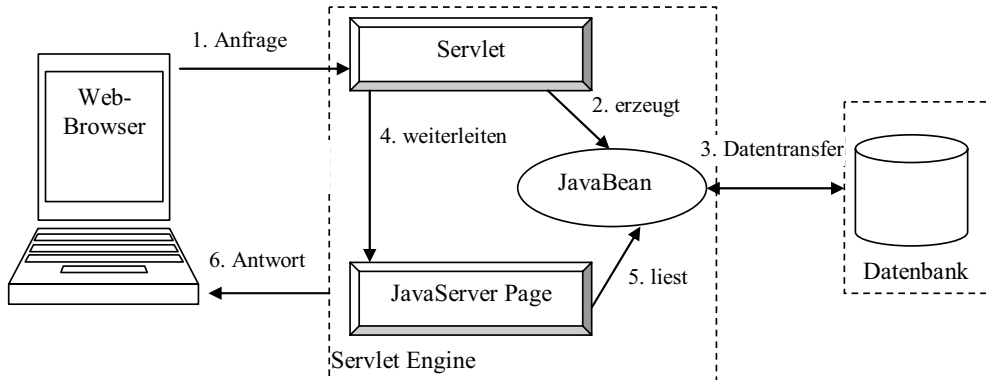 1. Anfrage
Servlet
Web-
Browser
2. erzeugt
4. weiterleiten
3. Datentransfer
JavaBean
6. Antwort
5. liest
Datenbank
JavaServer Page
Servlet Engine